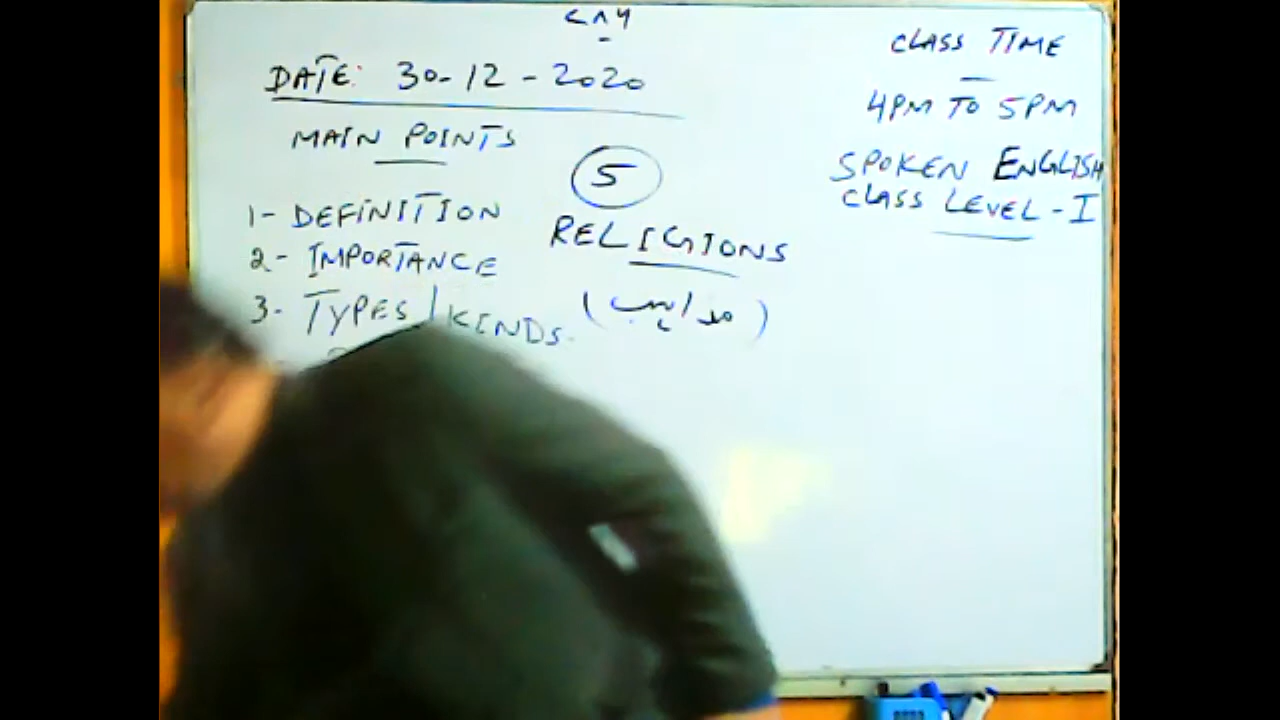 DATE: 30-12-2020
MAIN POINTS
1- DEFINITION
2- IMPORTANCE
3- TYPES/KINDS.
5
RELIGIONS
(مذاہب)
CLASS TIME
4PM TO 5PM
SPOKEN ENGLISH
CLASS LEVEL-I